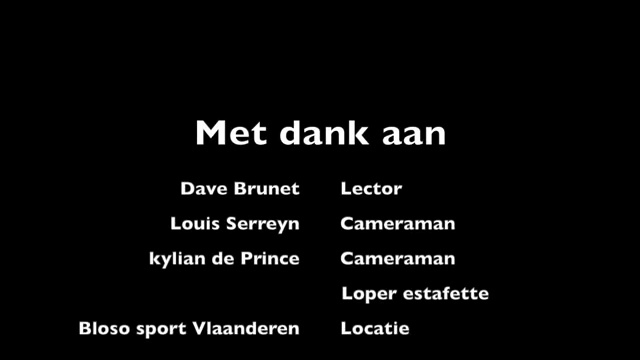 Met dank aan
Dave Brunet Lector
Louis Serreyn Cameraman
kylian de Prince Cameraman
Loper estafette
Bloso sport Vlaanderen Locatie